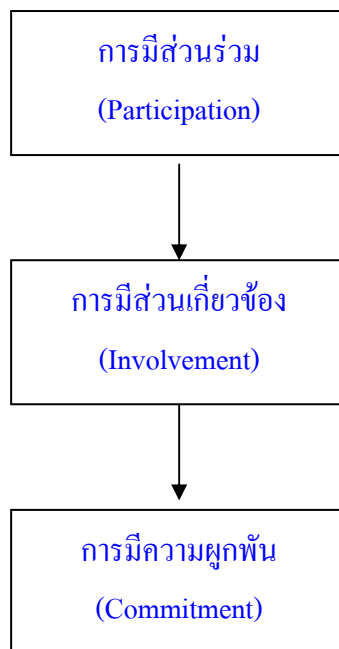 การมีส่วนร่วม
(Participation)
การมีส่วนเกี่ยวข้อง
(Involvement)
การมีความผูกพัน
(Commitment)